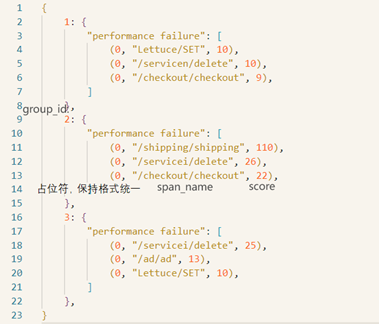 1 {
2 1: {
3 "performance failure": [
4 (0, "Lettuce/SET", 10),
5 (0, "/servicen/delete", 10),
6 (0, "/checkout/checkout", 9),
7 ]
8 },
group_id
9 2: {
10 "performance failure": [
11 (0, "/shipping/shipping", 110),
12 (0, "/servicei/delete", 26),
13 (0, "/checkout/checkout", 22),
14 ]
占位符，保持格式统一 span_name score
15 },
16 3: {
17 "performance failure": [
18 (0, "/servicei/delete", 25),
19 (0, "/ad/ad", 13),
20 (0, "Lettuce/SET", 10),
21 ]
22 },
23 }